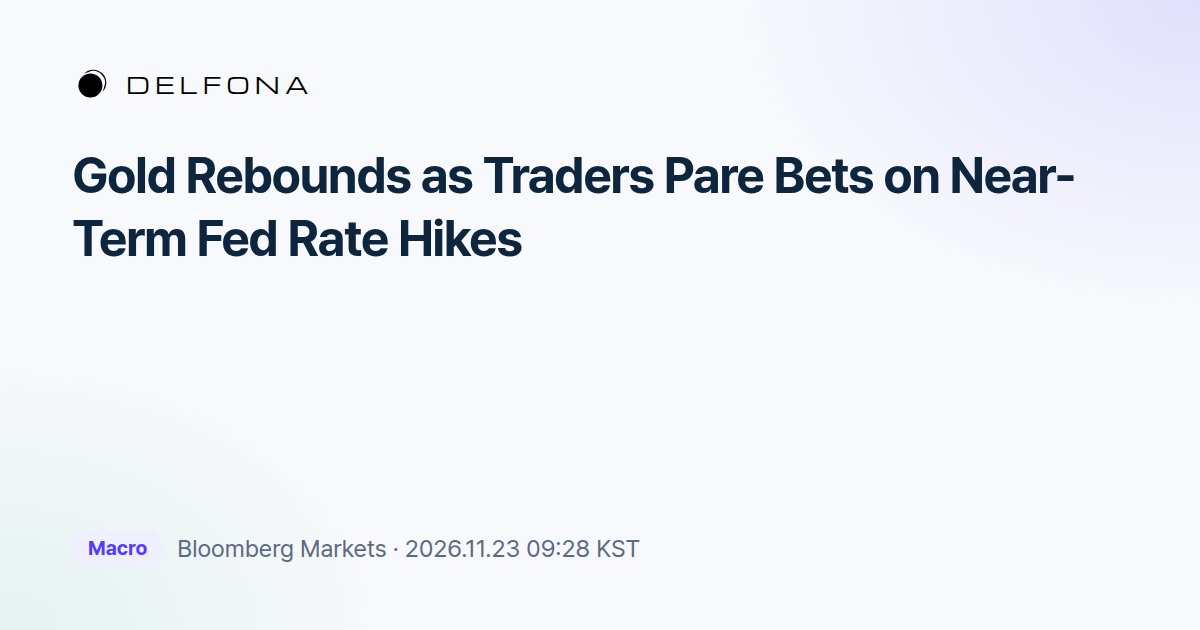 DELFONA
Gold Rebounds as Traders Pare Bets on Near-
Term Fed Rate Hikes
Macro Bloomberg Markets · 2026.11.23 09:28 KST